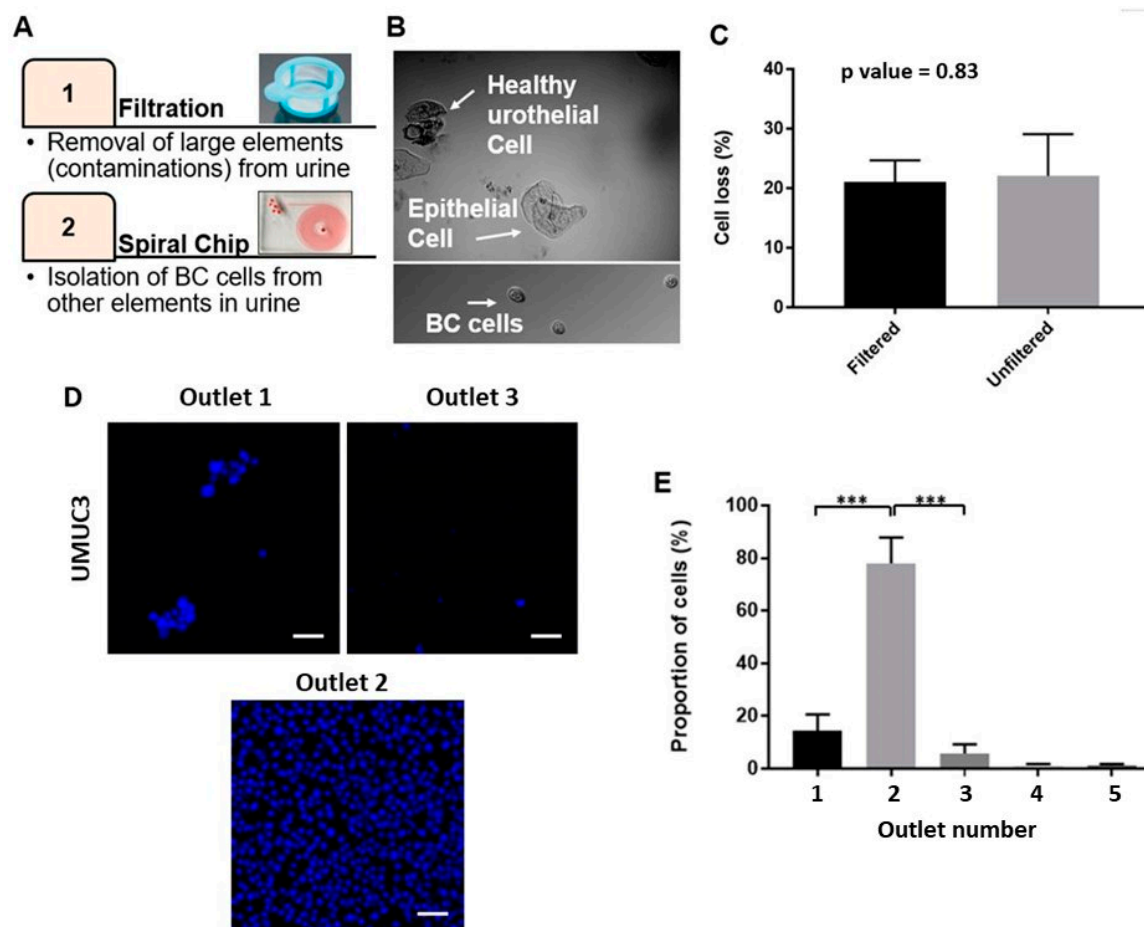 A
1
Filtration
• Removal of large elements
(contaminations) from urine
2
Spiral Chip
• Isolation of BC cells from
other elements in urine
B
Healthy
urothelial
Cell
Epithelial
Cell
BC cells
C
p value = 0.83
Cell loss (%)
40
30
20
10
0
Filtered
Unfiltered
D
Outlet 1
Outlet 3
UMUC3
Outlet 2
E
***
***
Proportion of cells (%)
100
80
60
40
20
0
1 2 3 4 5
Outlet number